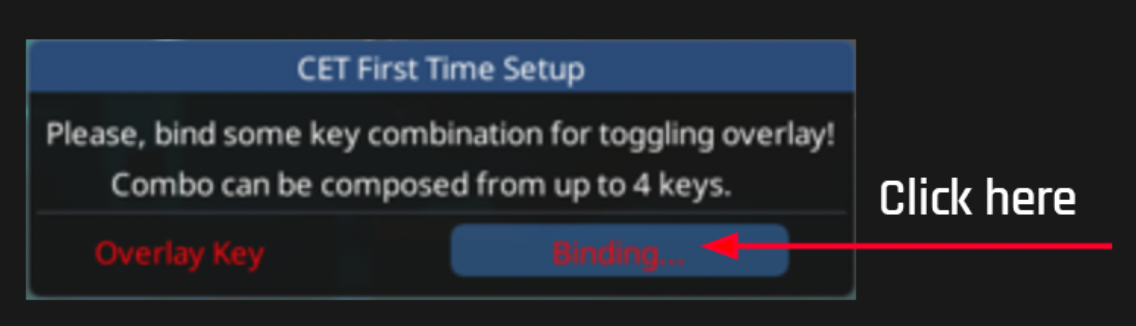 CET First Time Setup
Please, bind some key combination for toggling overlay!
Combo can be composed from up to 4 keys.
Click here
Overlay Key
Binding...